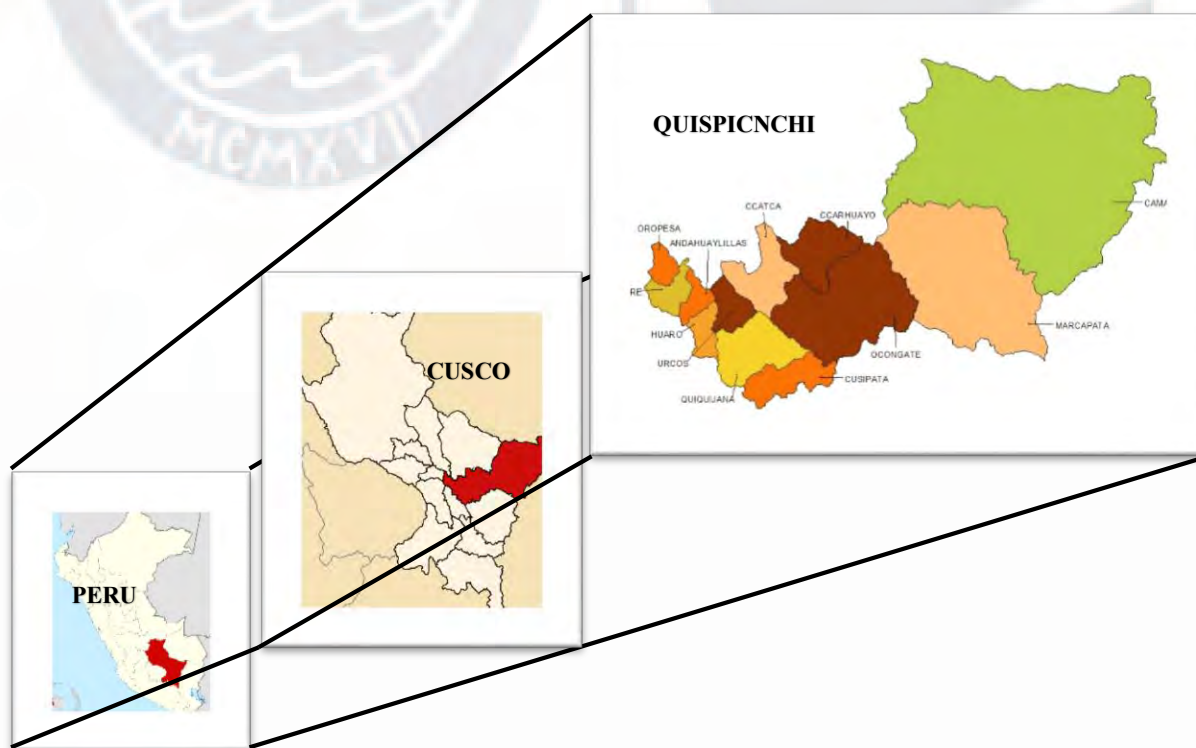 MCMXVII
QUISPICNCHI
CCATCA
CCARHUAYO
CAMA
OROPESA
ANDAHUAYLILLAS
RE
HUARO
MARCAPATA
URCOS
OCONGATE
CUSIPATA
QUIQUIJANA
CUSCO
PERU